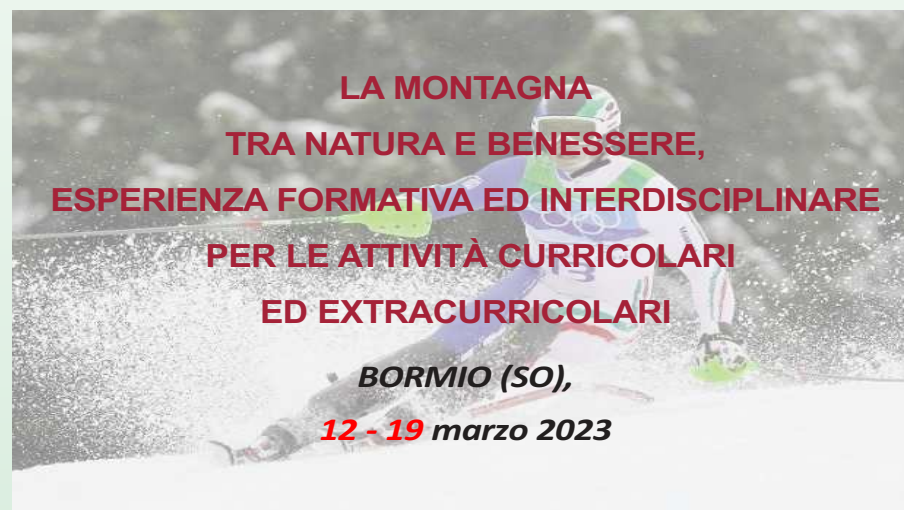 LA MONTAGNA
TRA NATURA E BENESSERE,
ESPERIENZA FORMATIVA ED INTERDISCIPLINARE
PER LE ATTIVITÀ CURRICOLARI
ED EXTRACURRICOLARI
BORMIO (SO),
12 - 19 marzo 2023